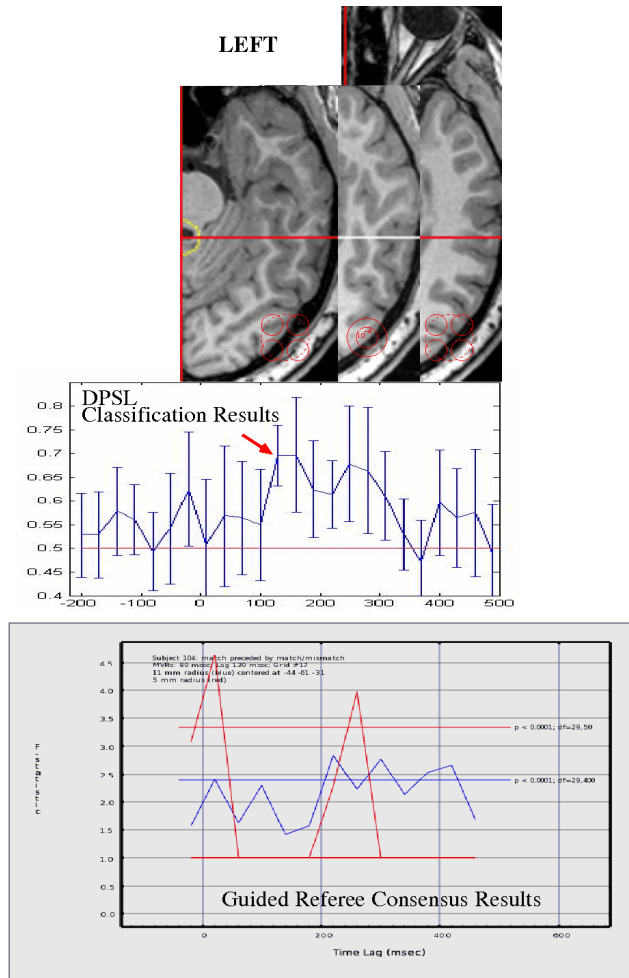 LEFT
DPSL
Classification Results
0.8
0.75
0.7
0.65
0.6
0.55
0.5
0.45
0.4
-200 -100 0 100 200 300 400 500
Subject 104: match preceded by match/mismatch
MVRs: 80 msec; Log 120 msec; Grid #17
11 mm radius (blue) centered at -44 -61 -31
5 mm radius (red)
4.5
4.0
3.5
3.0
2.5
2.0
1.5
1.0
0.5
0.0
p < 0.0001; df=29,50
p < 0.0001; df=29,400
F-statistic
Guided Referee Consensus Results
0 200 400 600
Time Lag (msec)